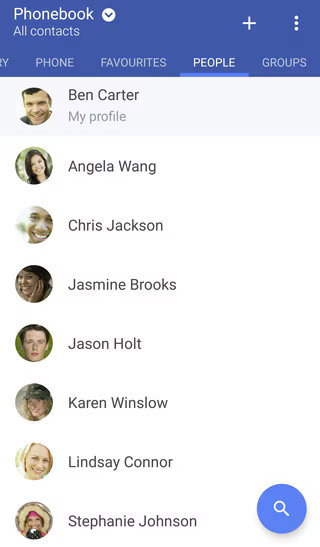 Phonebook
All contacts
RY PHONE FAVOURITES PEOPLE GROUPS
Ben Carter
My profile
Angela Wang
Chris Jackson
Jasmine Brooks
Jason Holt
Karen Winslow
Lindsay Connor
Stephanie Johnson